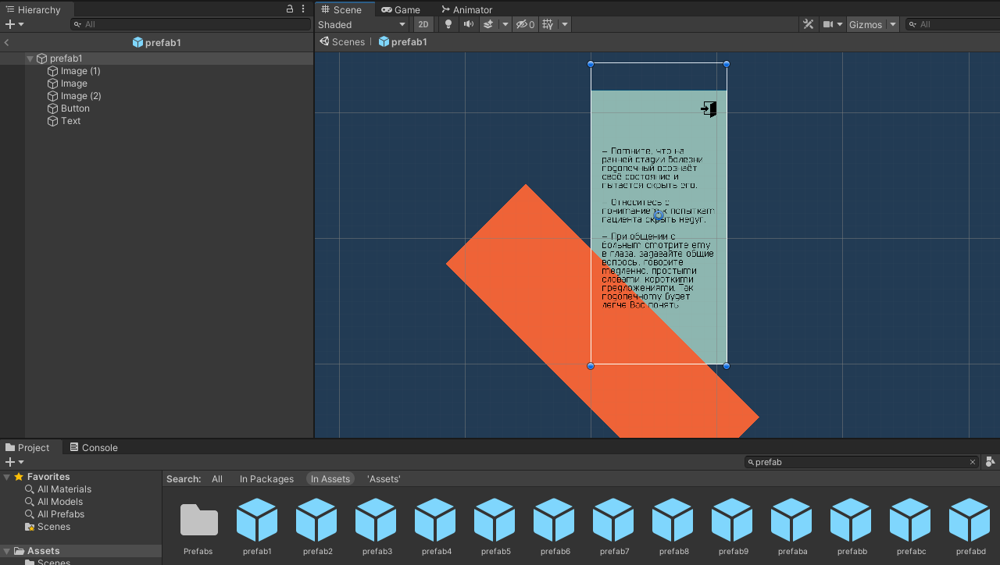 Hierarchy
All
prefab1
prefab1
Image (1)
Image
Image (2)
Button
Text
Scene
Game
Animator
Shaded
2D
0
Gizmos
All
Scenes
prefab1
– Помните, что на
ранней стадии болезни
подопечный осознаёт
своё состояние и
пытается скрыть его.
– Относитесь с
понимание к попыткам
пациента скрыть недуг.
– При общении с
больным смотрите ему
в глаза, задавайте общие
вопросы, говорите
медленно, простыми
словами, короткими
предложениями. Так
подопечному будет
легче Вас понять
Project
Console
prefab
Favorites
All Materials
All Models
All Prefabs
Scenes
Assets
Scenes
Search:
All
In Packages
In Assets
'Assets'
Prefabs
prefab1
prefab2
prefab3
prefab4
prefab5
prefab6
prefab7
prefab8
prefab9
prefaba
prefabb
prefabc
prefabd